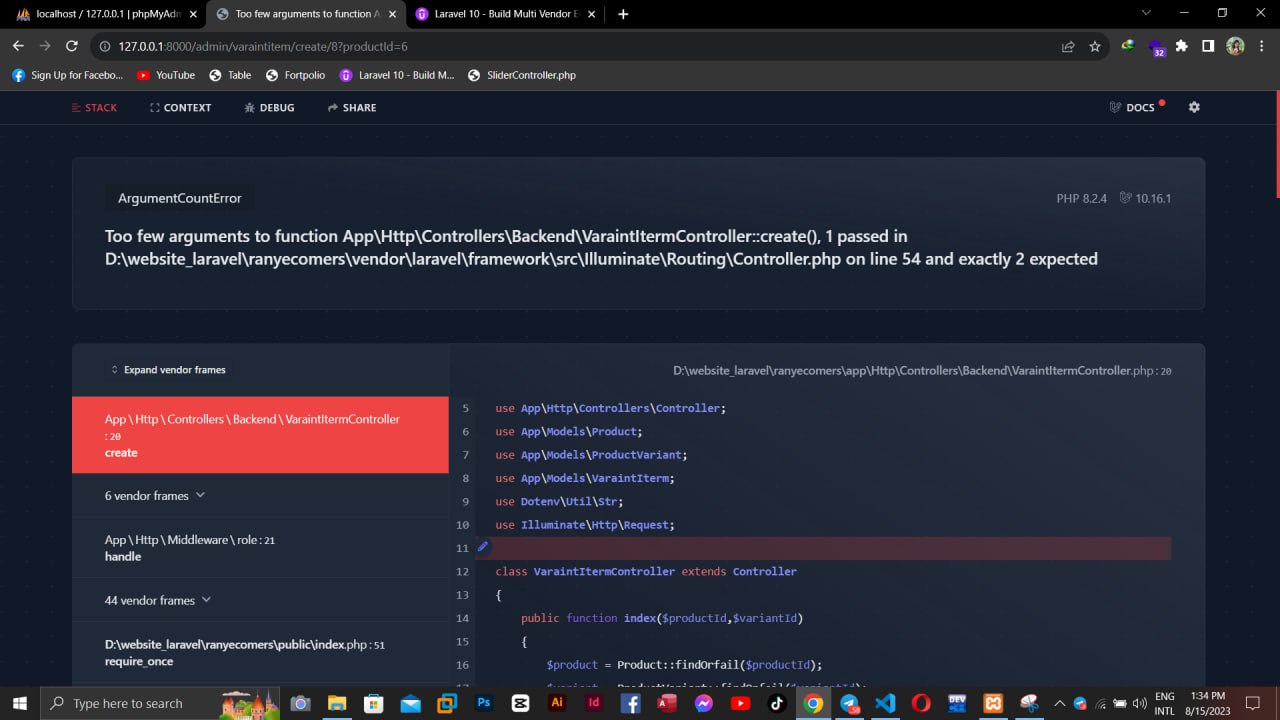 localhost / 127.0.0.1 | phpMyAdm
Too few arguments to function A
Laravel 10 - Build Multi Vendor E
127.0.0.1:8000/admin/varaintitem/create/8?productId=6
32
Sign Up for Facebo...
YouTube
Table
Fortpolio
Laravel 10 - Build M...
SliderController.php
STACK
CONTEXT
DEBUG
SHARE
DOCS
ArgumentCountError
PHP 8.2.4
10.16.1
Too few arguments to function App\Http\Controllers\Backend\VaraintItermController::create(), 1 passed in
D:\website_laravel\ranyecomers\vendor\laravel\framework\src\Illuminate\Routing\Controller.php on line 54 and exactly 2 expected
Expand vendor frames
App \ Http \ Controllers \ Backend \ VaraintItermController
: 20
create
6 vendor frames
App \ Http \ Middleware \ role : 21
handle
44 vendor frames
D:\website_laravel\ranyecomers\public\index.php : 51
require_once
D:\website_laravel\ranyecomers\app\Http\Controllers\Backend\VaraintItermController.php : 20
5 use App\Http\Controllers\Controller;
6 use App\Models\Product;
7 use App\Models\ProductVariant;
8 use App\Models\VaraintIterm;
9 use Dotenv\Util\Str;
10 use Illuminate\Http\Request;
11
12 class VaraintItermController extends Controller
13 {
14 public function index($productId,$variantId)
15 {
16 $product = Product::findOrfail($productId);
Type here to search
ENG
INTL
1:34 PM
8/15/2023